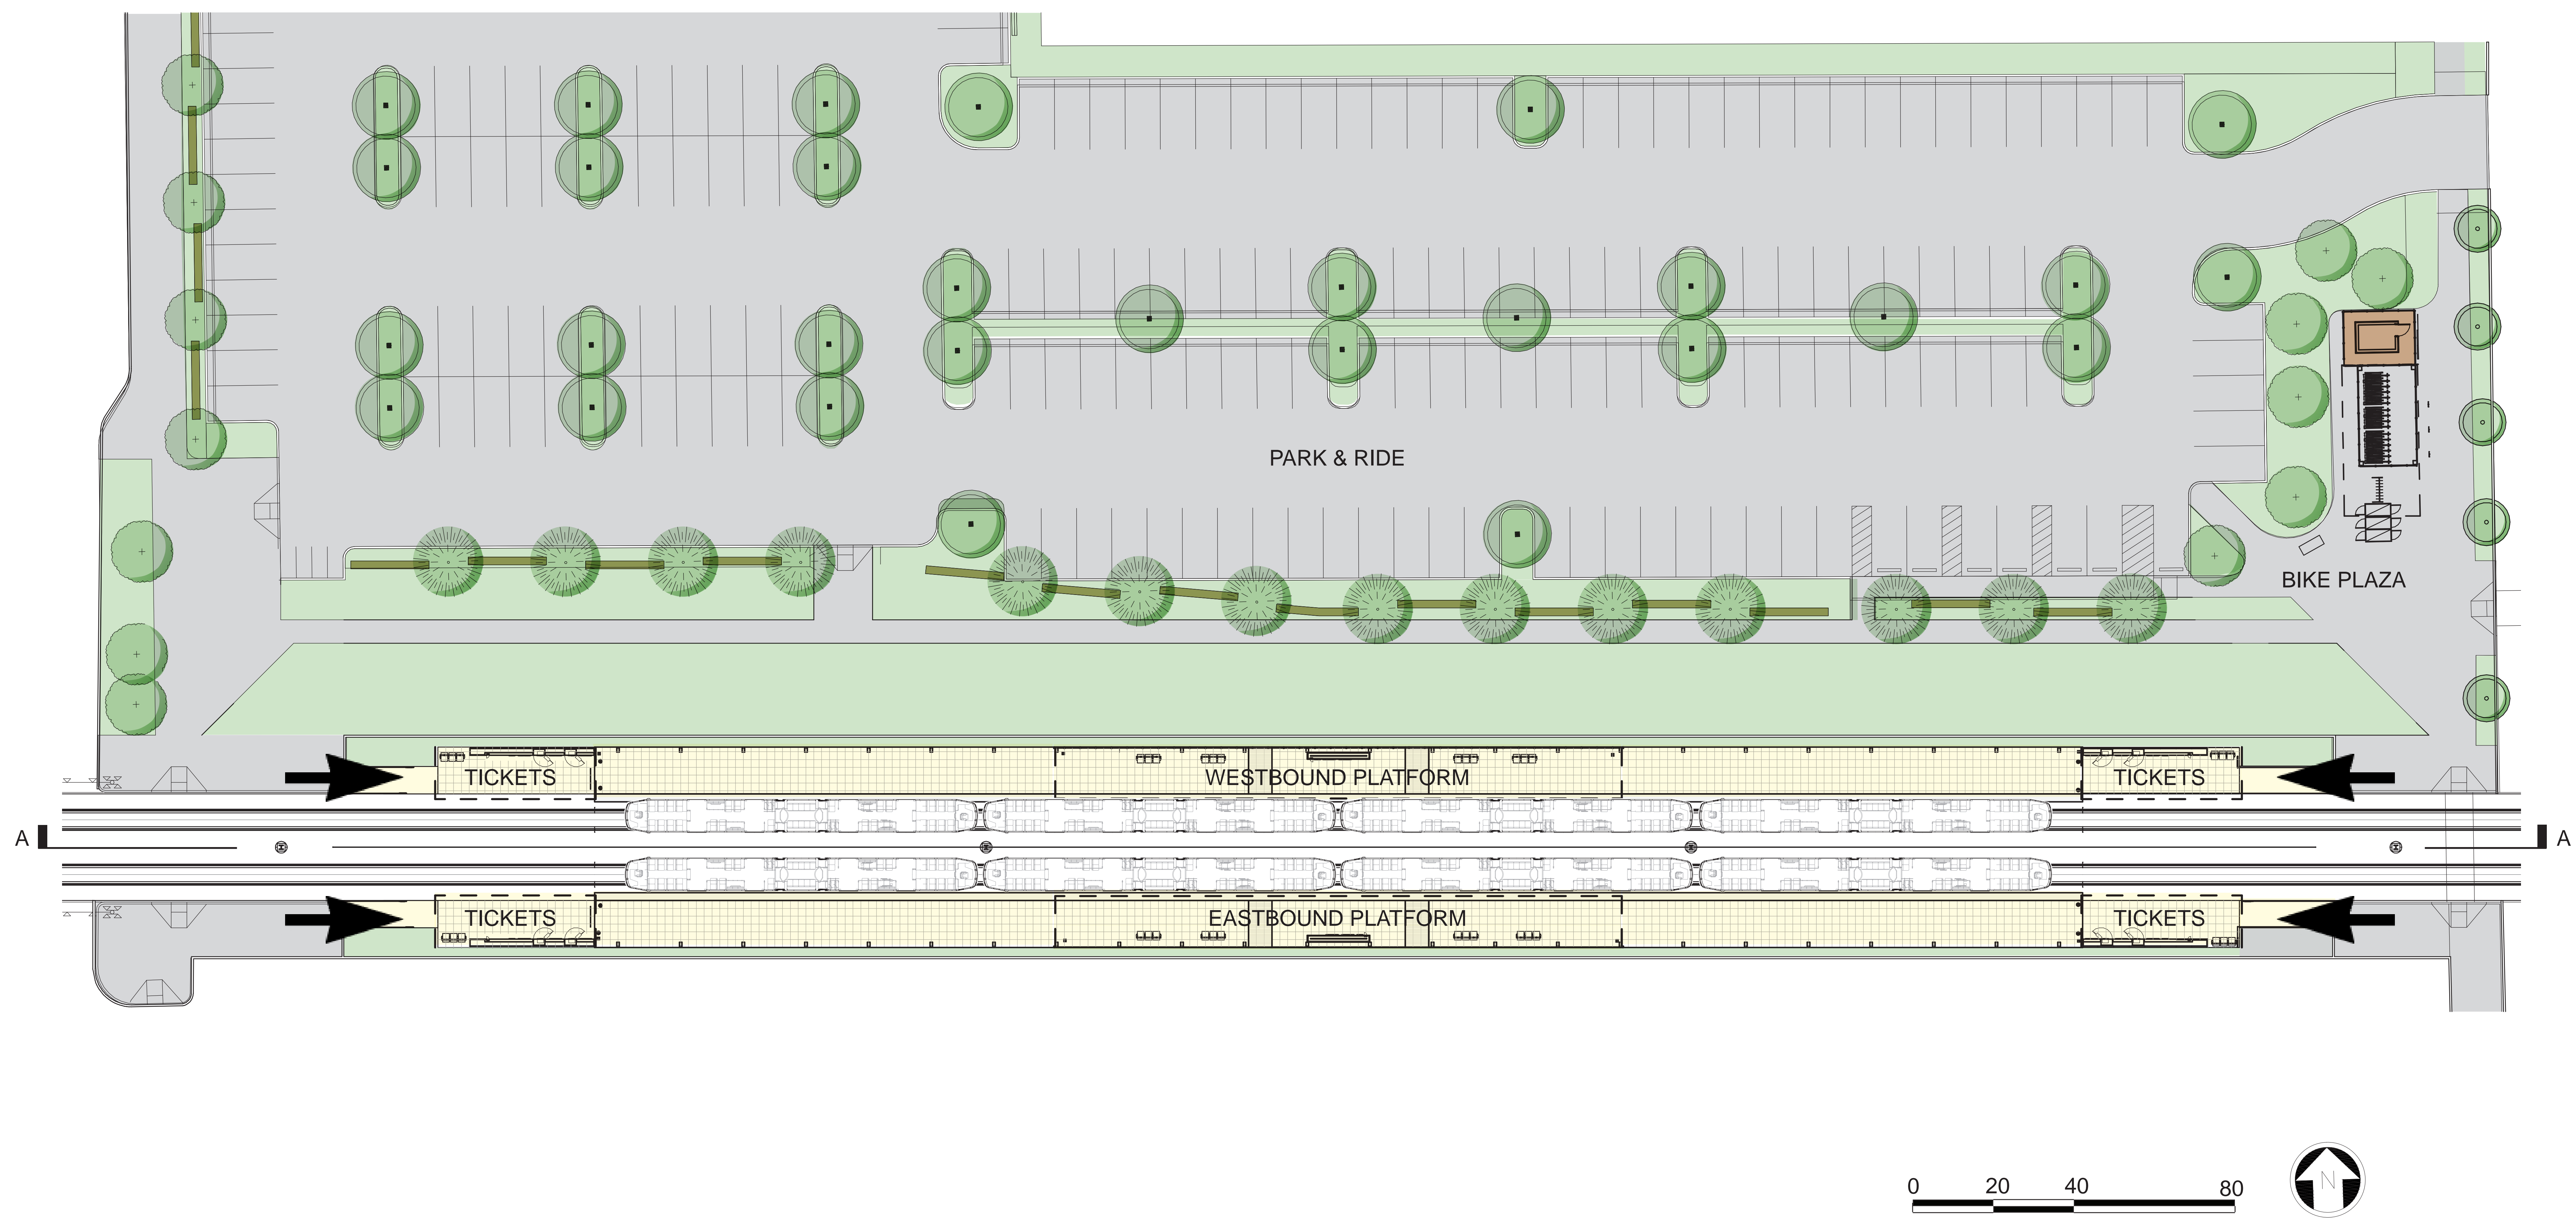 PARK & RIDE
BIKE PLAZA
TICKETS
WESTBOUND PLATFORM
TICKETS
A
A
TICKETS
EASTBOUND PLATFORM
TICKETS
0 20 40 80
N